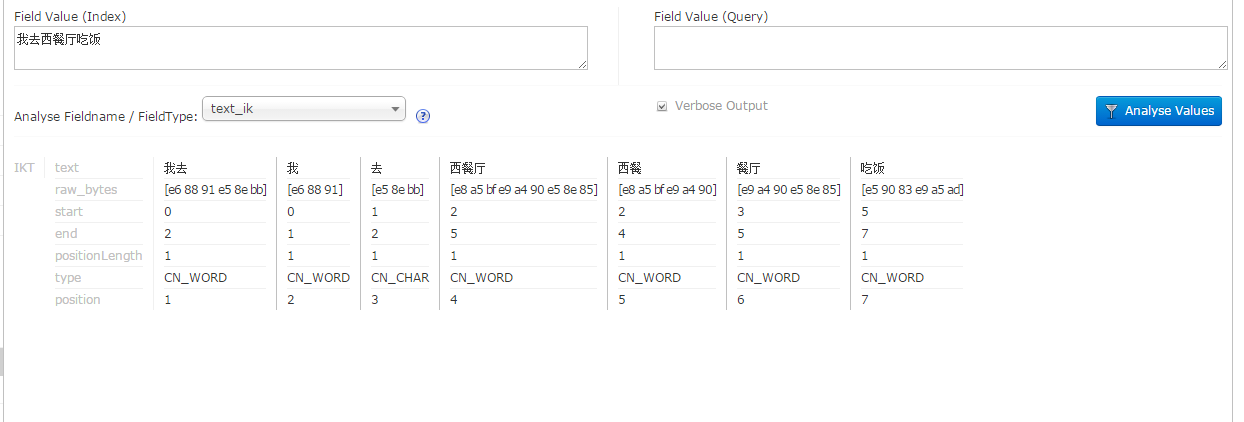 Field Value (Index) Field Value (Query)
我去西餐厅吃饭
Analyse Fieldname / FieldType: text_ik ? Verbose Output Analyse Values
IKT text 我去 我 去 西餐厅 西餐 餐厅 吃饭
raw_bytes [e6 88 91 e5 8e bb] [e6 88 91] [e5 8e bb] [e8 a5 bf e9 a4 90 e5 8e 85] [e8 a5 bf e9 a4 90] [e9 a4 90 e5 8e 85] [e5 90 83 e9 a5 ad]
start 0 0 1 2 2 3 5
end 2 1 2 5 4 5 7
positionLength 1 1 1 1 1 1 1
type CN_WORD CN_WORD CN_CHAR CN_WORD CN_WORD CN_WORD CN_WORD
position 1 2 3 4 5 6 7